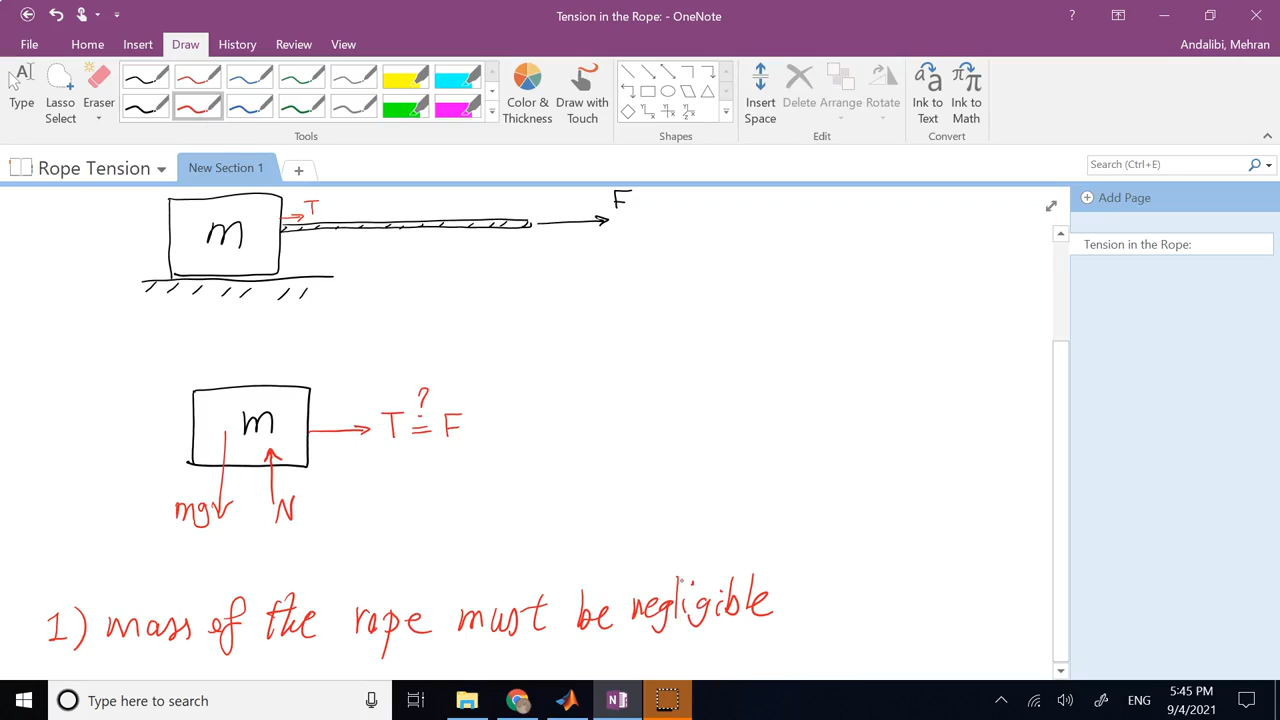 Tension in the Rope: - OneNote
?
Andalibi, Mehran
File Home Insert Draw History Review View
Type
Lasso Select
Eraser
Color & Thickness
Draw with Touch
Insert Space
Delete
Arrange
Rotate
Ink to Text
Ink to Math
Tools
Shapes
Edit
Convert
Rope Tension
New Section 1
+
Search (Ctrl+E)
Add Page
Tension in the Rope:
m
T
F
m
T ?= F
mg
N
1) mass of the rope must be negligible
Type here to search
ENG
5:45 PM
9/4/2021